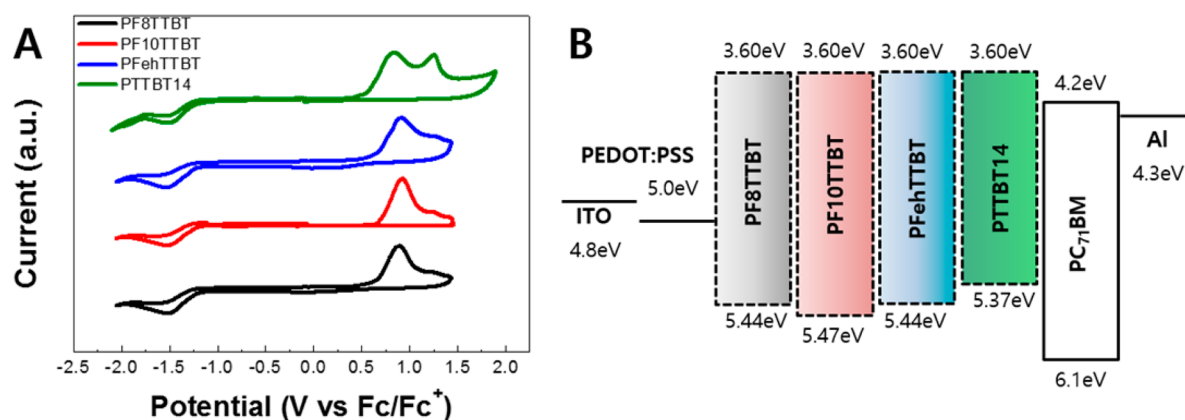 A
PF8TTBT
PF10TTBT
PFehTTBT
PTTBT14
Current (a.u.)
-2.5 -2.0 -1.5 -1.0 -0.5 0.0 0.5 1.0 1.5 2.0
Potential (V vs Fc/Fc⁺)
B
3.60eV 3.60eV 3.60eV 3.60eV
4.2eV
PEDOT:PSS
5.0eV
ITO
4.8eV
PF8TTBT
PF10TTBT
PFehTTBT
PTTBT14
PC₇₁BM
Al
4.3eV
5.44eV
5.47eV
5.44eV
5.37eV
6.1eV